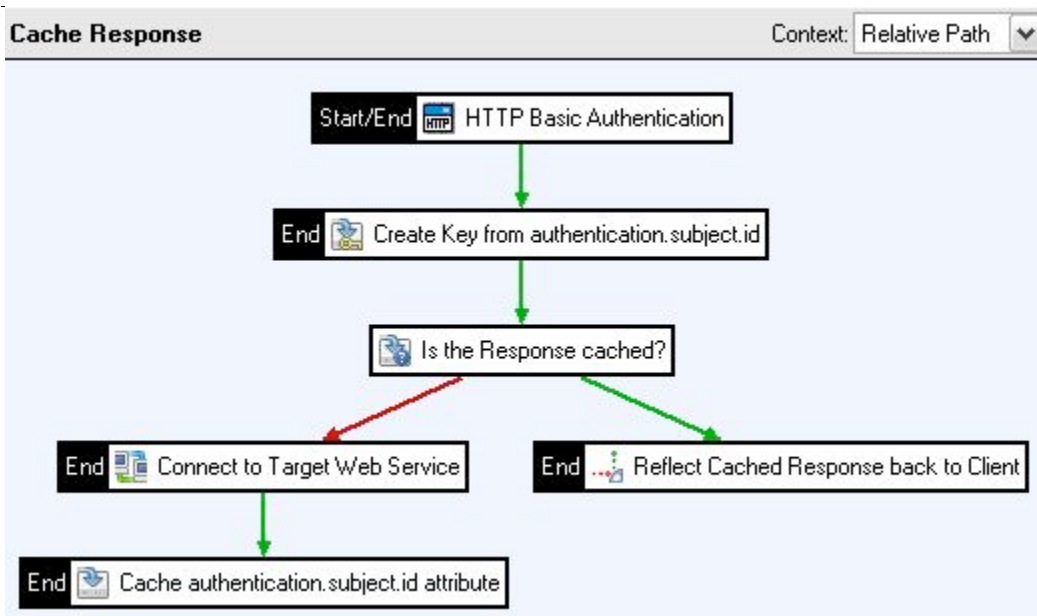 Cache Response
Context: Relative Path
Start/End HTTP HTTP Basic Authentication
End Create Key from authentication.subject.id
Is the Response cached?
End Connect to Target Web Service
End Reflect Cached Response back to Client
End Cache authentication.subject.id attribute